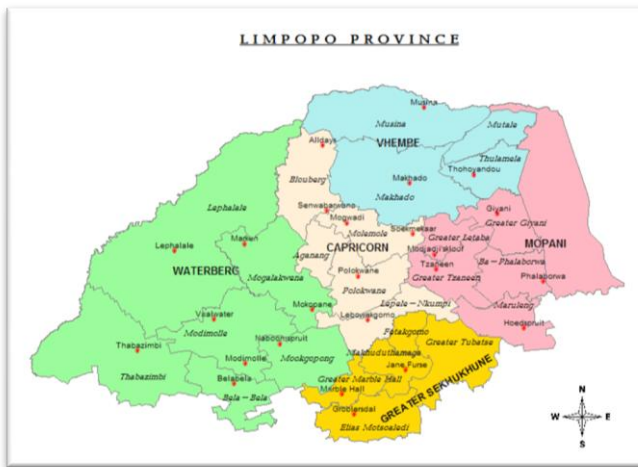 LIMPOPO PROVINCE
Musina
Musina
Mutale
VHEMBE
Alldays
Thulamela
Thohoyandou
Blouberg
Makhado
Makhado
Senwabarwana
Giyani
Lephalale
Mogwadi
Greater Giyani
Molemole
Soekmekaar
Greater Letaba
Lephalale
Marken
CAPRICORN
Modjadjiskloof
MOPANI
Aganang
Tzaneen
Ba-Phalaborwa
WATERBERG
Polokwane
Greater Tzaneen
Phalaborwa
Mogalakwena
Polokwane
Lepele-Nkumpi
Maruleng
Mokopane
Vaalwater
Lebowakgomo
Hoedspruit
Modimolle
Fetakgomo
Naboomspruit
Greater Tubatse
Thabazimbi
Makhuduthamaga
Modimolle
Mookgopong
Jane Furse
Thabazimbi
Belabela
Greater Marble Hall
Bela-Bela
Marble Hall
GREATER SEKHUKHUNE
Groblersdal
Elias Motsoaledi
N
W E
S